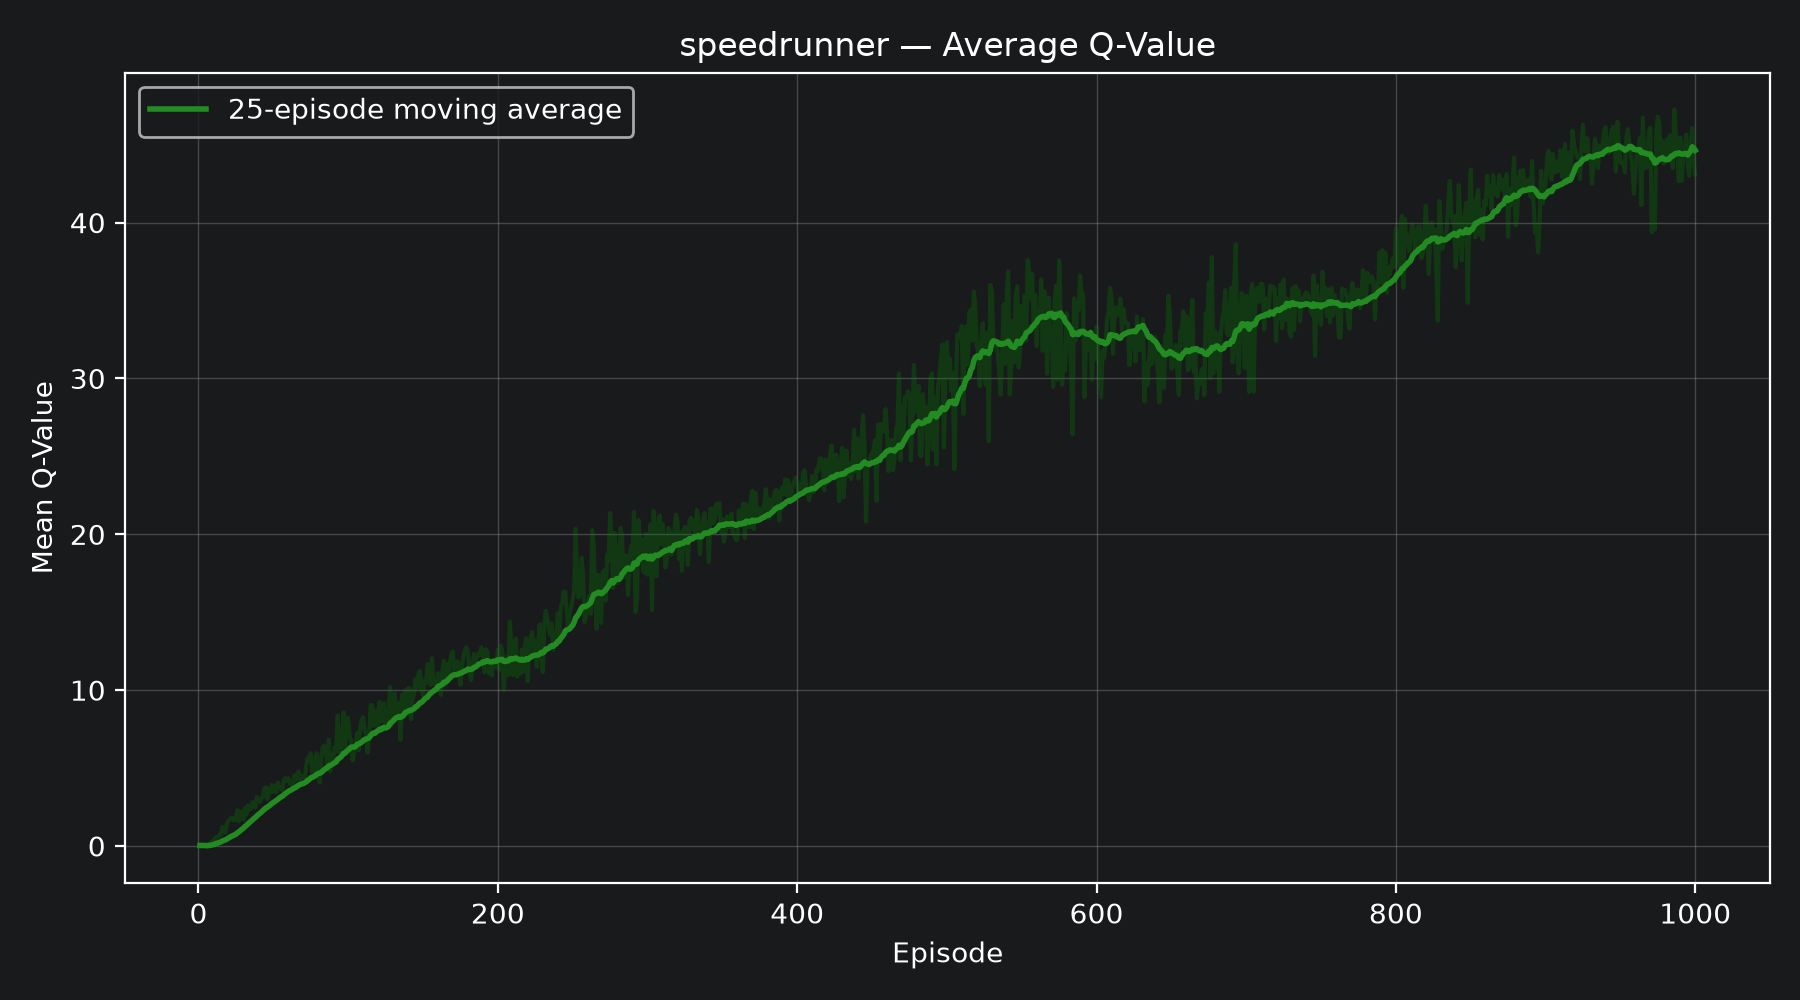 speedrunner — Average Q-Value
25-episode moving average
Mean Q-Value
40
30
20
10
0
0 200 400 600 800 1000
Episode